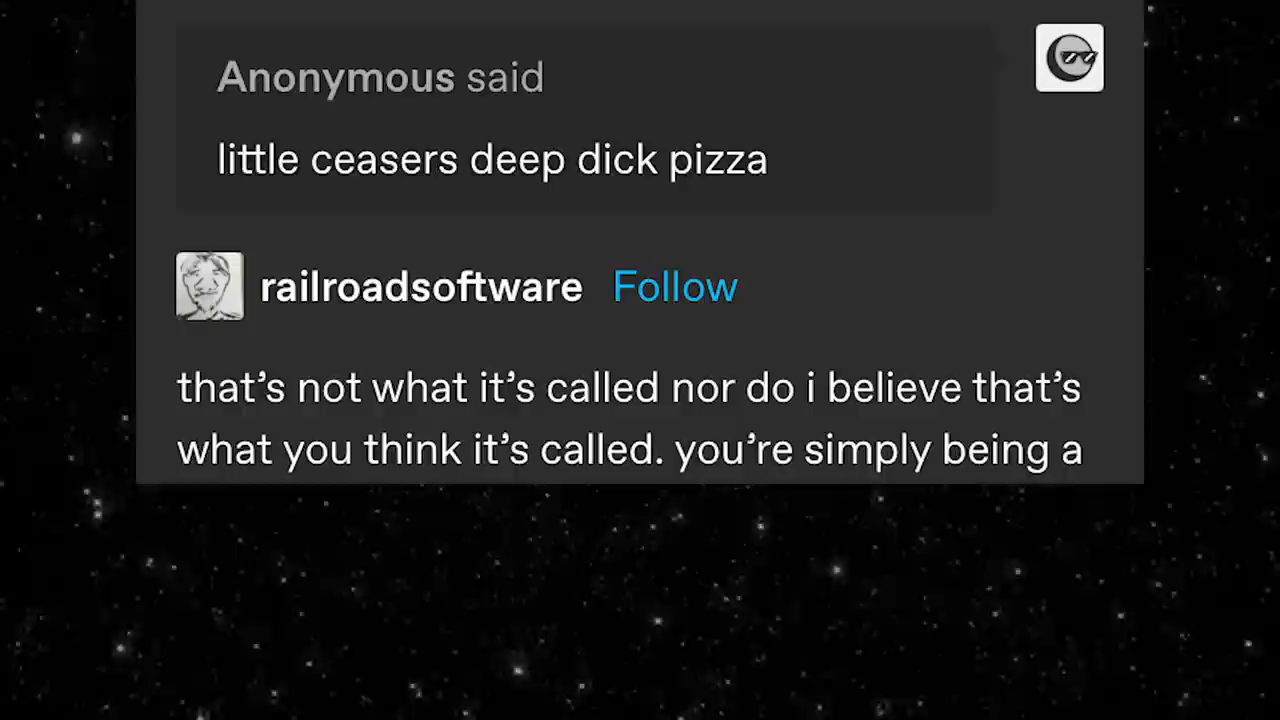 Anonymous said
little ceasers deep dick pizza
railroadsoftware Follow
that's not what it's called nor do i believe that's
what you think it's called. you're simply being a